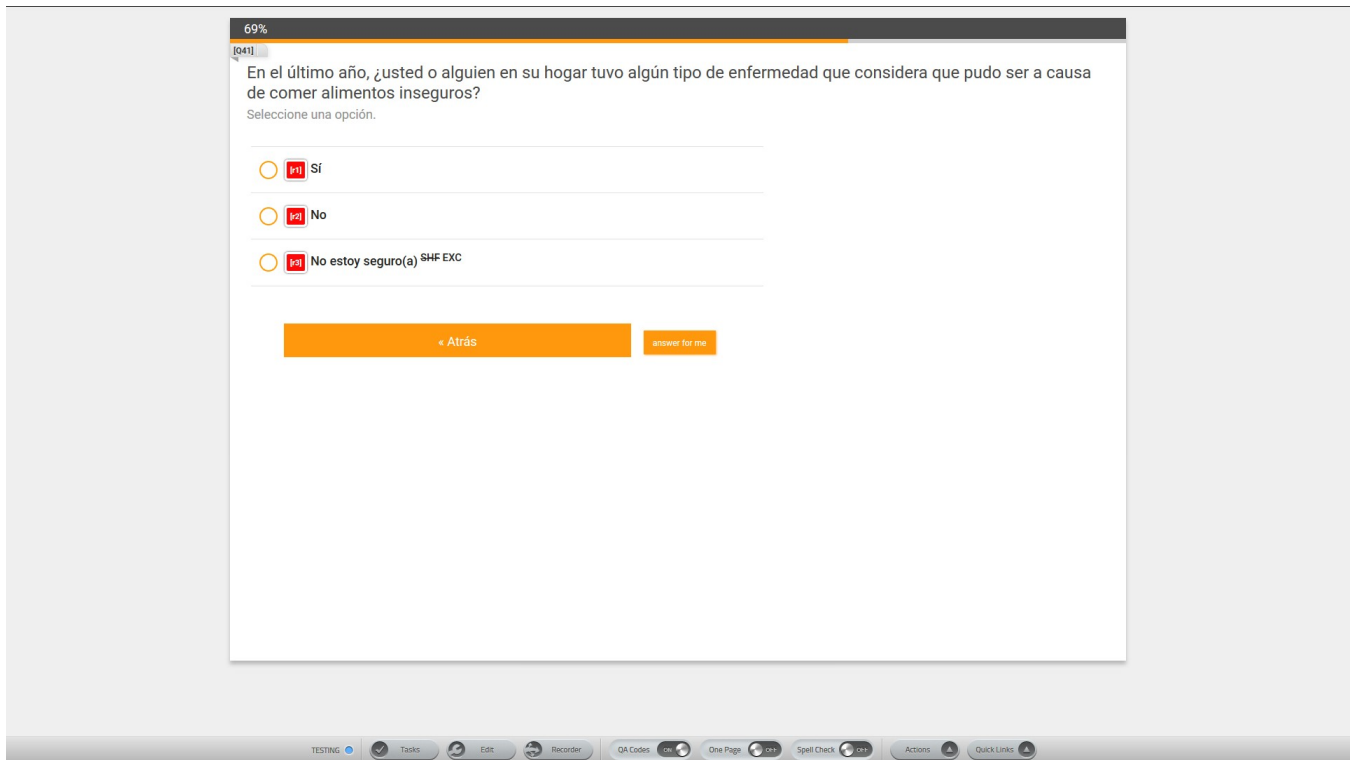 69%
[Q41]
En el último año, ¿usted o alguien en su hogar tuvo algún tipo de enfermedad que considera que pudo ser a causa
de comer alimentos inseguros?
Seleccione una opción.
[r1] Sí
[r2] No
[r3] No estoy seguro(a) SHF EXC
« Atrás
answer for me
TESTING Tasks Edit Recorder QA Codes ON One Page OFF Spell Check OFF Actions Quick Links